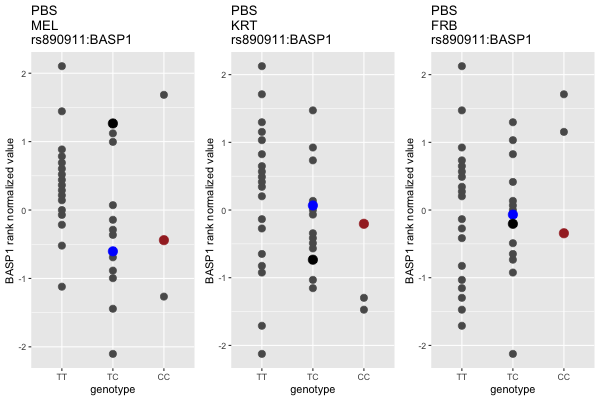 PBS
MEL
rs890911:BASP1
BASP1 rank normalized value
2
1
0
-1
-2
TT
TC
CC
genotype
PBS
KRT
rs890911:BASP1
BASP1 rank normalized value
2
1
0
-1
-2
TT
TC
CC
genotype
PBS
FRB
rs890911:BASP1
BASP1 rank normalized value
2
1
0
-1
-2
TT
TC
CC
genotype